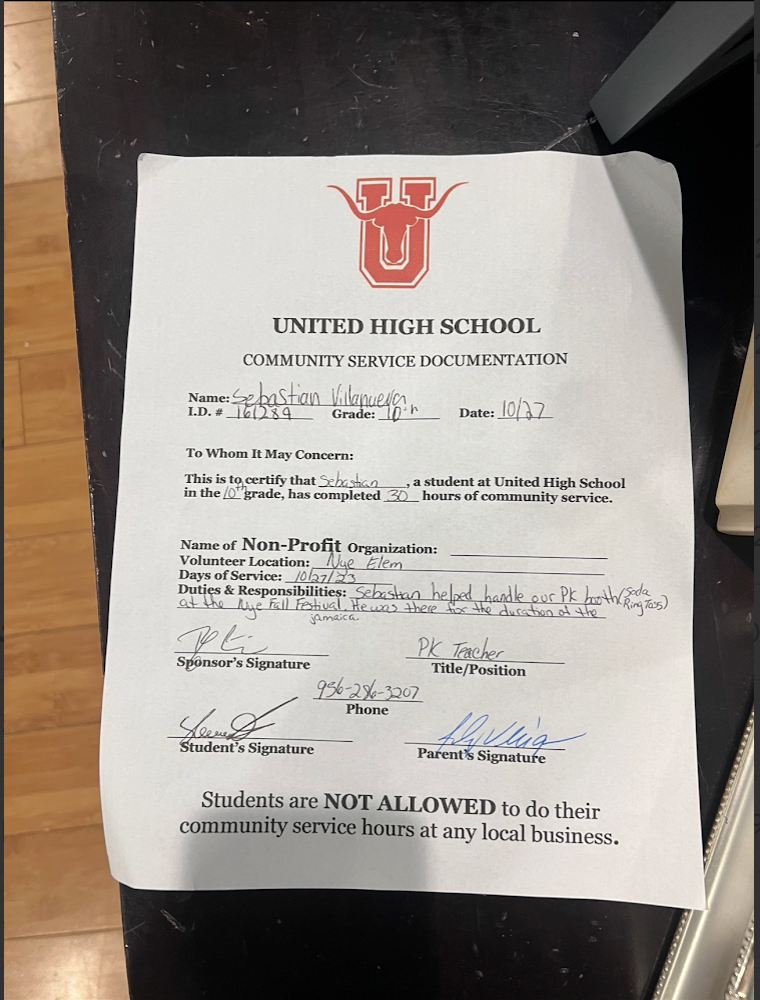 U
UNITED HIGH SCHOOL
COMMUNITY SERVICE DOCUMENTATION
Name: Sebastian Villanueva
I.D. # 161289 Grade: 10th Date: 10/27
To Whom It May Concern:
This is to certify that Sebastian, a student at United High School
in the 10th grade, has completed 30 hours of community service.
Name of Non-Profit Organization:
Volunteer Location: Nye Elem
Days of Service: 10/27/23
Duties & Responsibilities: Sebastian helped handle our PK booth (Soda
Ring Toss)
at the Nye Fall Festival. He was there for the duration of the
jamaica.
Sponsor's Signature
PK Teacher
Title/Position
956-286-3207
Phone
Student's Signature
Parent's Signature
Students are NOT ALLOWED to do their
community service hours at any local business.